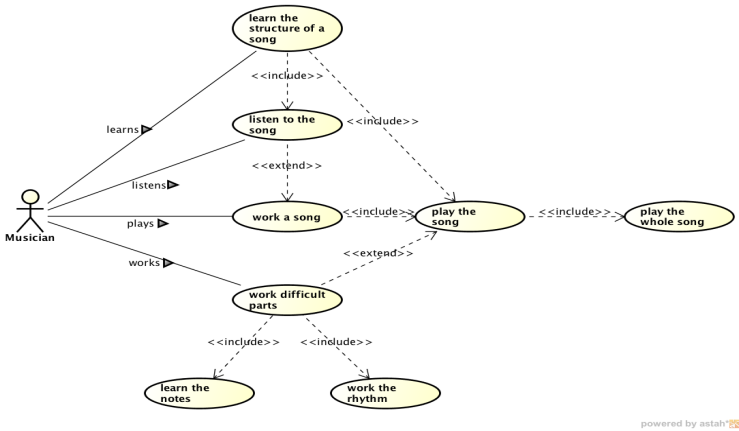 learn the
structure of a
song
<<include>>
learns
listen to the
song
<<include>>
<<extend>>
listens
Musician
plays
work a song
<<include>>
play the
song
<<include>>
play the
whole song
works
<<extend>>
work difficult
parts
<<include>>
<<include>>
learn the
notes
work the
rhythm
powered by astah*